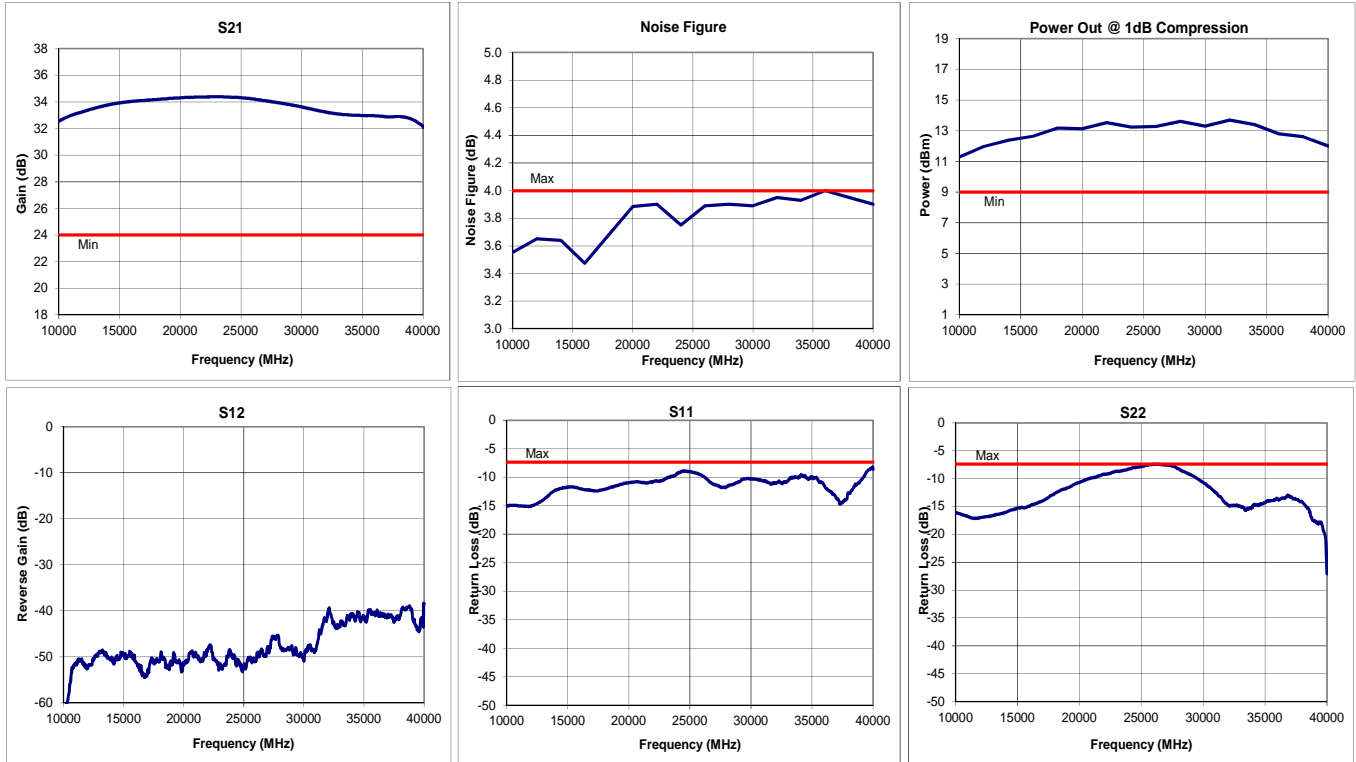 S21
38
36
34
32
30
28
26
24
22
20
18
Gain (dB)
Min
10000 15000 20000 25000 30000 35000 40000
Frequency (MHz)
Noise Figure
5.0
4.8
4.6
4.4
4.2
4.0
3.8
3.6
3.4
3.2
3.0
Noise Figure (dB)
Max
10000 15000 20000 25000 30000 35000 40000
Frequency (MHz)
Power Out @ 1dB Compression
19
17
15
13
11
9
7
5
3
1
Power (dBm)
Min
10000 15000 20000 25000 30000 35000 40000
Frequency (MHz)
S12
0
-10
-20
-30
-40
-50
-60
Reverse Gain (dB)
10000 15000 20000 25000 30000 35000 40000
Frequency (MHz)
S11
0
-5
-10
-15
-20
-25
-30
-35
-40
-45
-50
Return Loss (dB)
Max
10000 15000 20000 25000 30000 35000 40000
Frequency (MHz)
S22
0
-5
-10
-15
-20
-25
-30
-35
-40
-45
-50
Return Loss (dB)
Max
10000 15000 20000 25000 30000 35000 40000
Frequency (MHz)